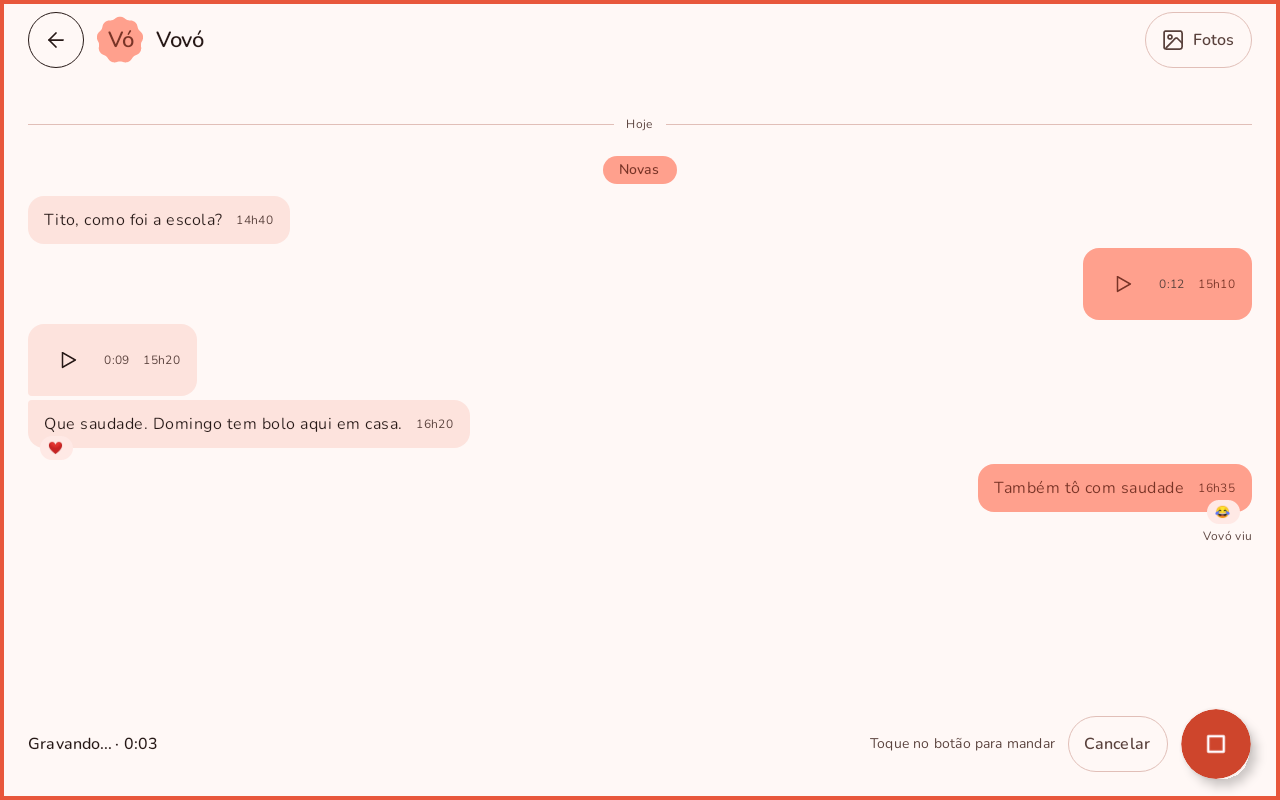 Vó Vovó
Fotos
Hoje
Novas
Tito, como foi a escola? 14h40
0:12 15h10
0:09 15h20
Que saudade. Domingo tem bolo aqui em casa. 16h20
Também tô com saudade 16h35
Vovó viu
Gravando... · 0:03
Toque no botão para mandar
Cancelar